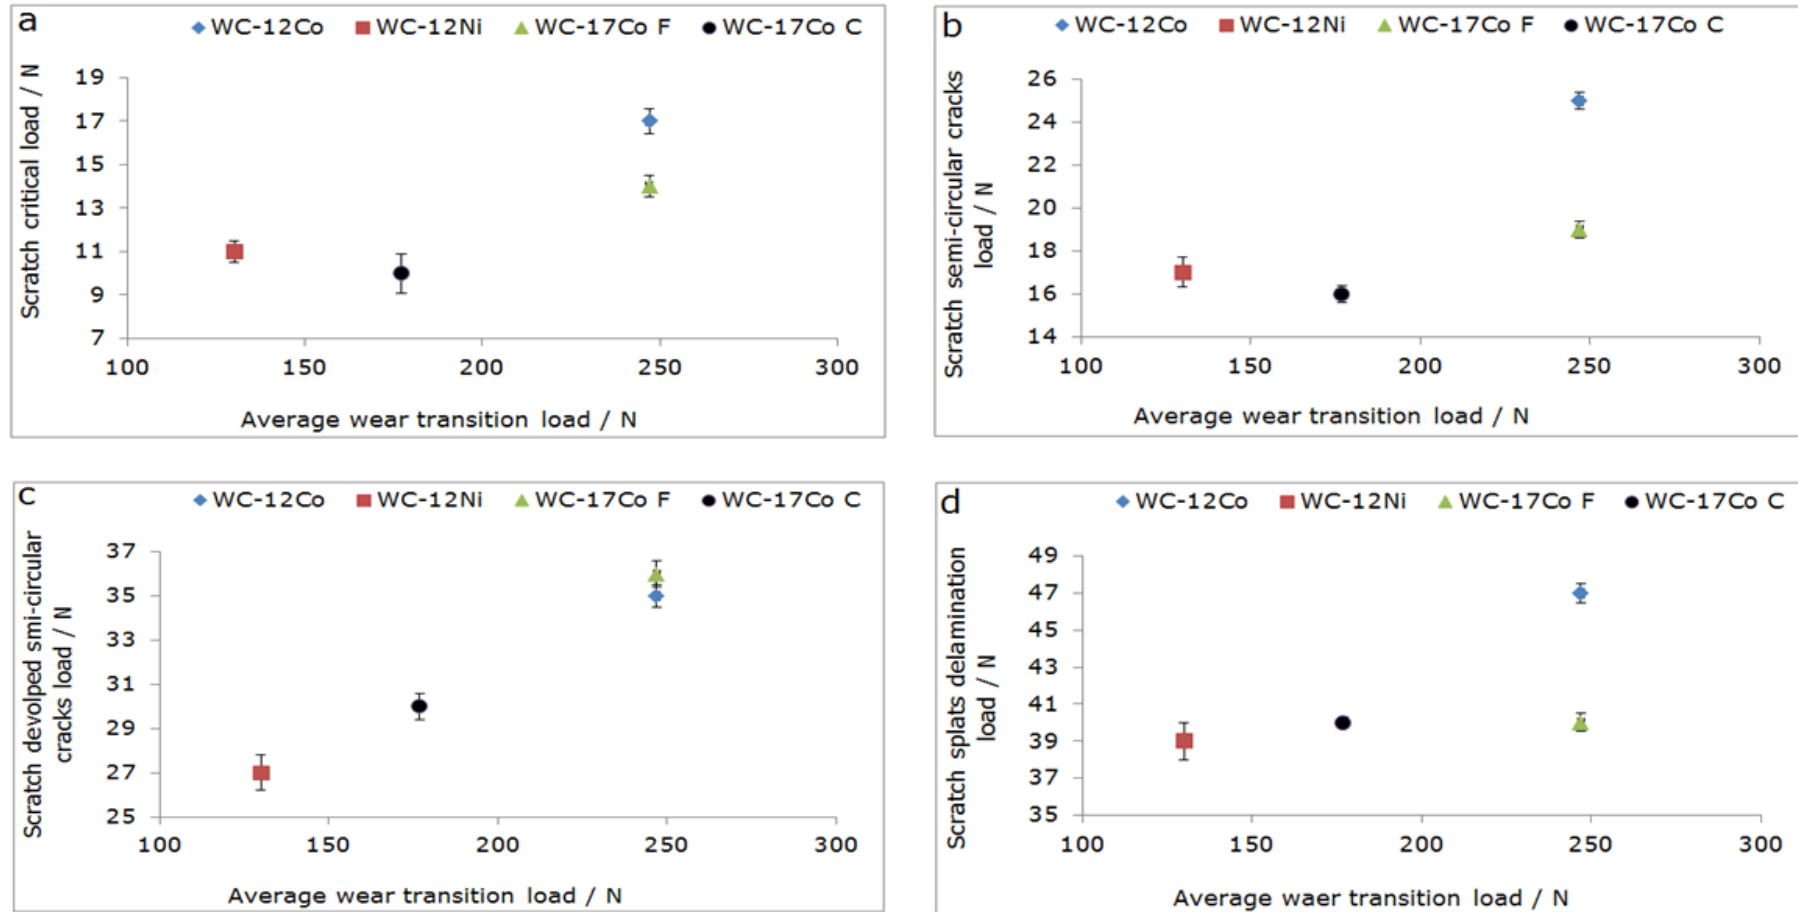 a
WC-12Co WC-12Ni WC-17Co F WC-17Co C
Scratch critical load / N
19
17
15
13
11
9
7
100 150 200 250 300
Average wear transition load / N
b
WC-12Co WC-12Ni WC-17Co F WC-17Co C
Scratch semi-circular cracks
load / N
26
24
22
20
18
16
14
100 150 200 250 300
Average wear transition load / N
c
WC-12Co WC-12Ni WC-17Co F WC-17Co C
Scratch devolped smi-circular
cracks load / N
37
35
33
31
29
27
25
100 150 200 250 300
Average wear transition load / N
d
WC-12Co WC-12Ni WC-17Co F WC-17Co C
Scratch splats delamination
load / N
49
47
45
43
41
39
37
35
100 150 200 250 300
Average waer transition load / N